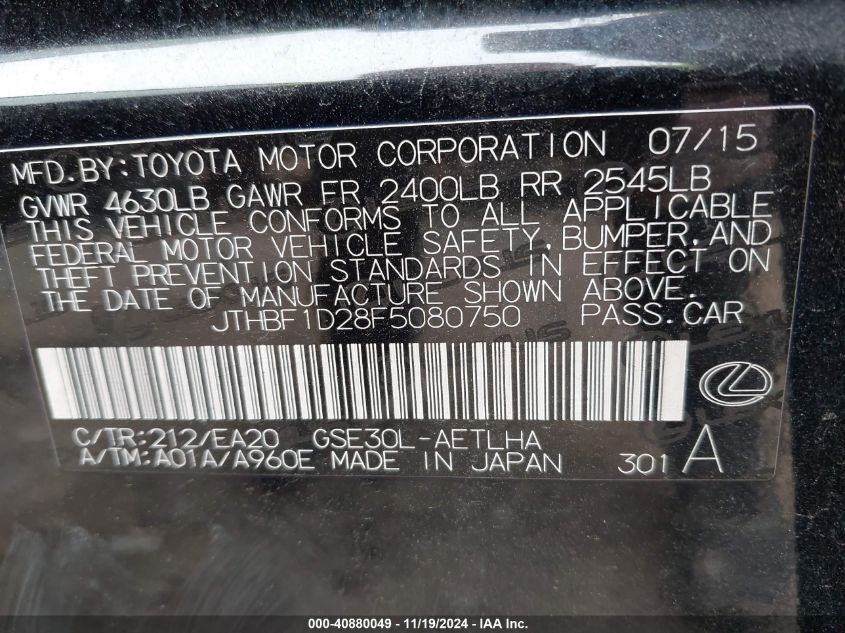 MFD.BY:TOYOTA MOTOR CORPORATION 07/15
GVWR 4630LB GAWR FR 2400LB RR 2545LB
THIS VEHICLE CONFORMS TO ALL APPLICABLE
FEDERAL MOTOR VEHICLE SAFETY,BUMPER,AND
THEFT PREVENTION STANDARDS IN EFFECT ON
THE DATE OF MANUFACTURE SHOWN ABOVE.
JTHBF1D28F5080750 PASS.CAR
C/TR:212/EA20 GSE30L-AETLHA
A/TM:A01A/A960E MADE IN JAPAN 301 A
000-40880049 - 11/19/2024 - IAA Inc.